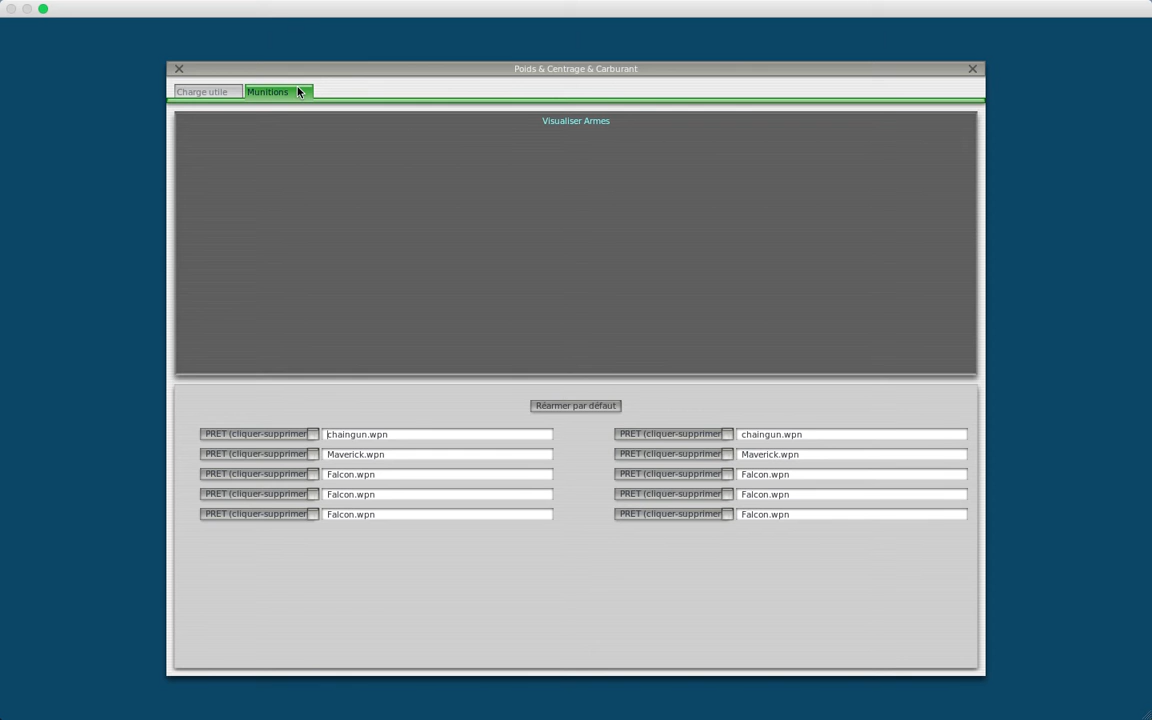 Poids & Centrage & Carburant
Charge utile
Munitions
Visualiser Armes
Réarmer par défaut
PRET (cliquer-supprimer chaingun.wpn PRET (cliquer-supprimer chaingun.wpn
PRET (cliquer-supprimer Maverick.wpn PRET (cliquer-supprimer Maverick.wpn
PRET (cliquer-supprimer Falcon.wpn PRET (cliquer-supprimer Falcon.wpn
PRET (cliquer-supprimer Falcon.wpn PRET (cliquer-supprimer Falcon.wpn
PRET (cliquer-supprimer Falcon.wpn PRET (cliquer-supprimer Falcon.wpn